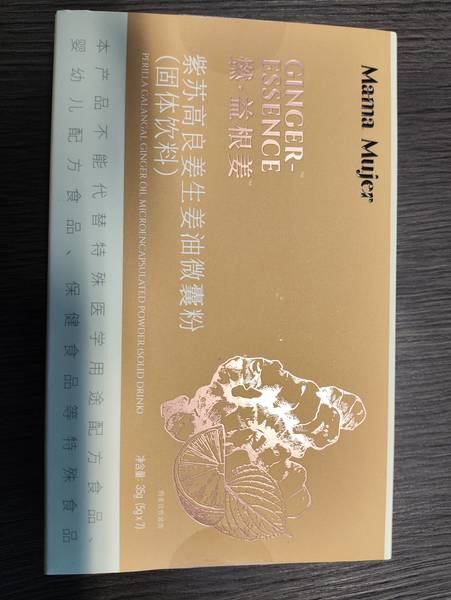 Mama Mujer
GINGER-™
ESSENCE
益根姜™
紫苏高良姜生姜油微囊粉
(固体饮料)
PERILLA GALANGAL GINGER OIL MICROENCAPSULATED POWDER (SOLID DRINK)
净含量: 35g (5g x 7)
本产品不能代替特殊医学用途配方食品、
婴幼儿配方食品、保健食品等特殊食品